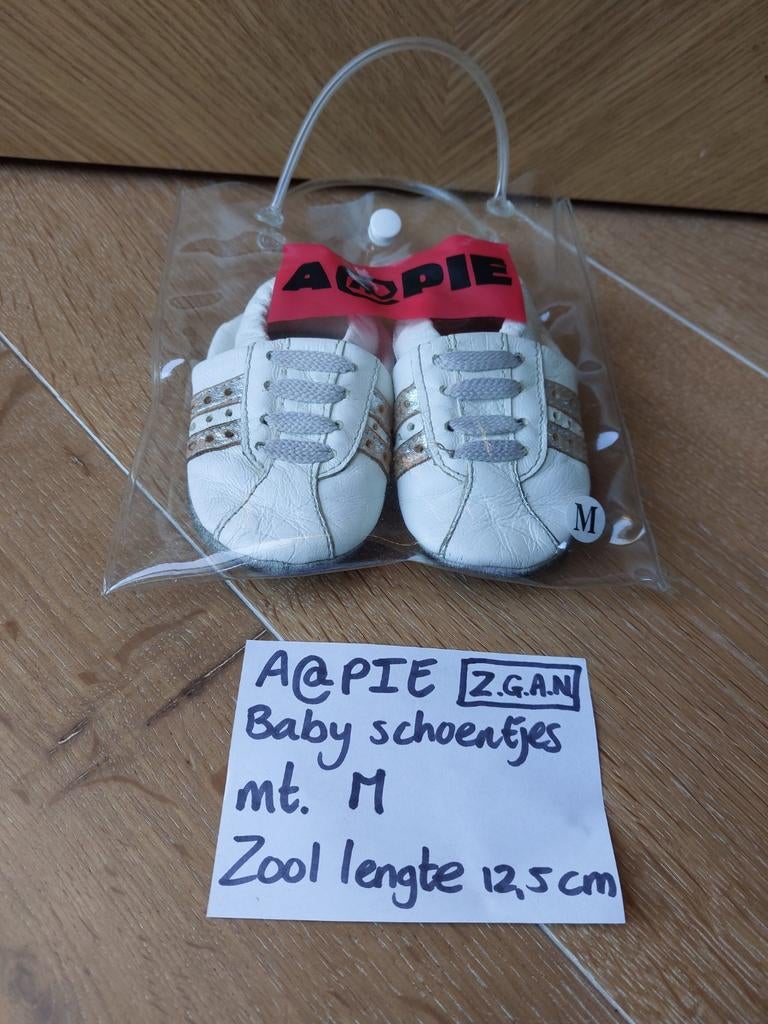 A@PIE
M
A@PIE Z.G.A.N
Baby schoentjes
mt. M
Zool lengte 12,5 cm